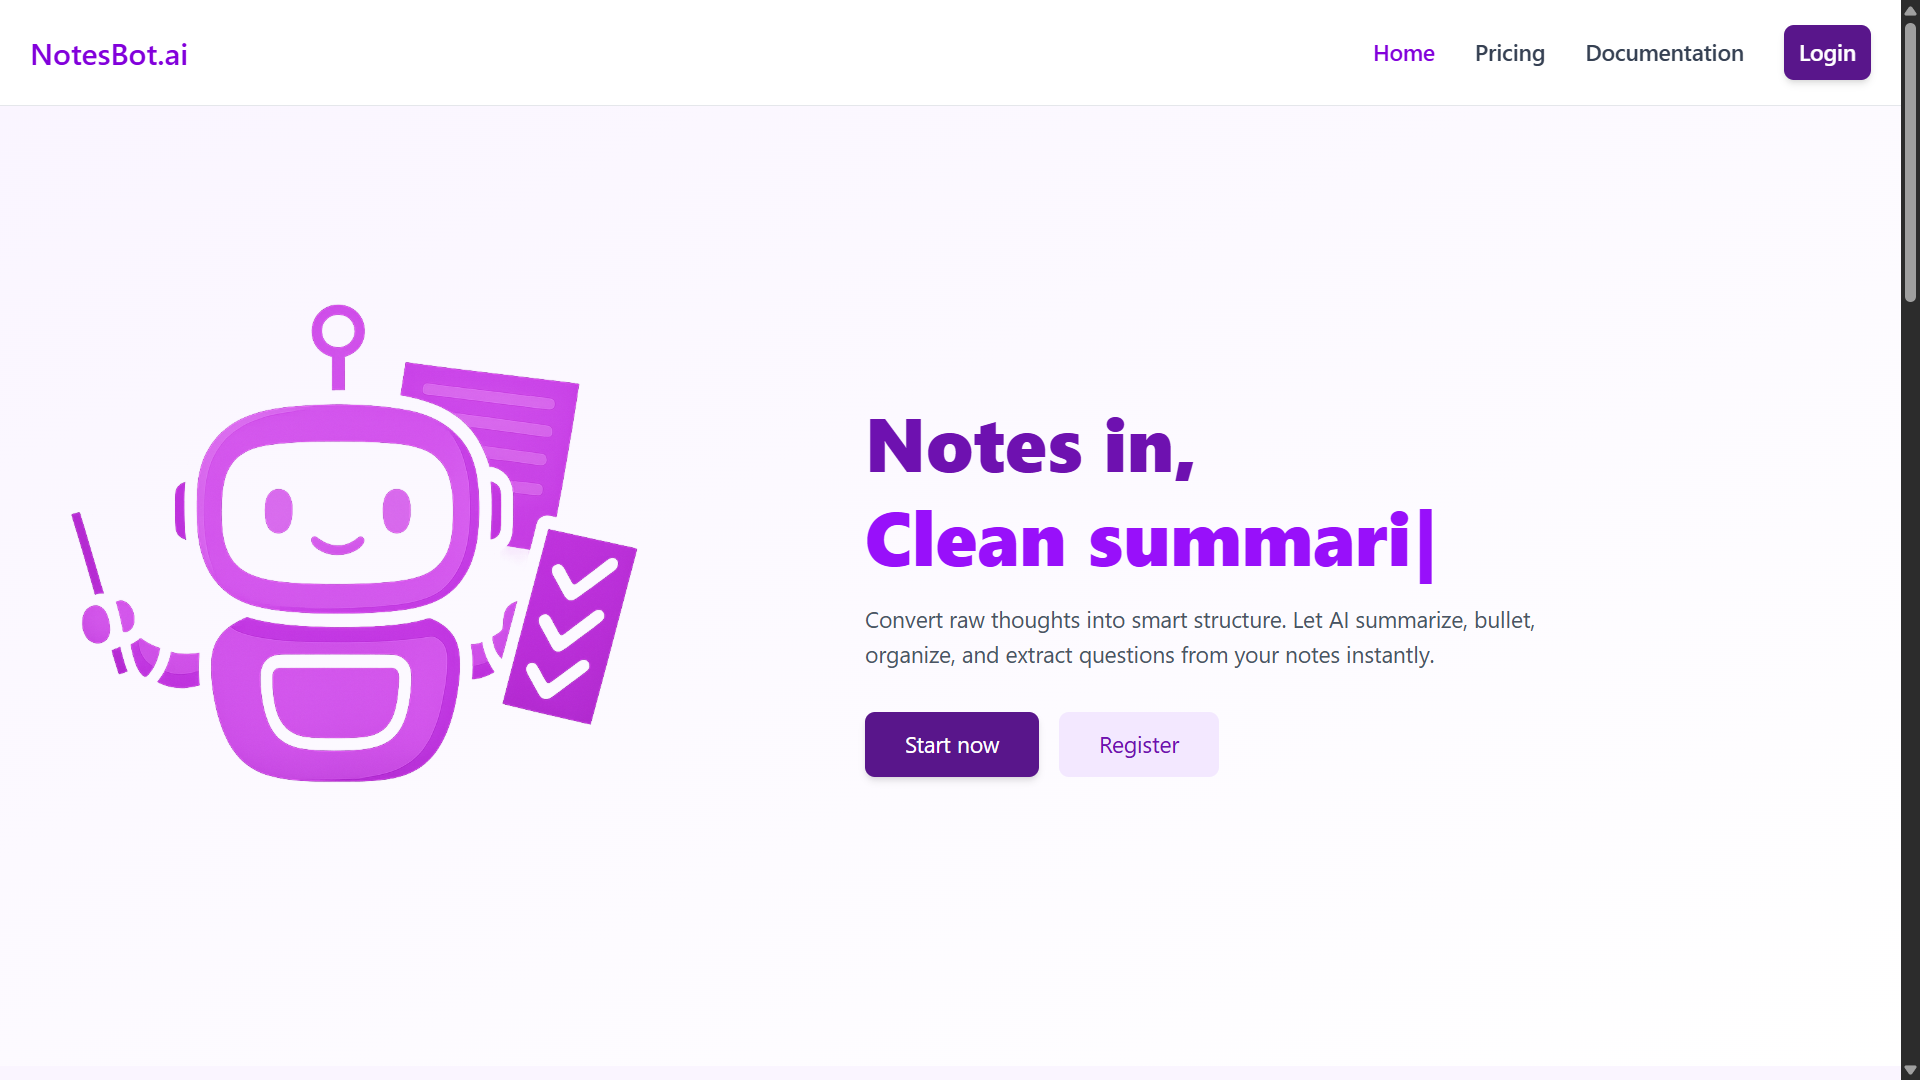 NotesBot.ai
Home
Pricing
Documentation
Login
Notes in,
Clean summari|
Convert raw thoughts into smart structure. Let AI summarize, bullet,
organize, and extract questions from your notes instantly.
Start now
Register